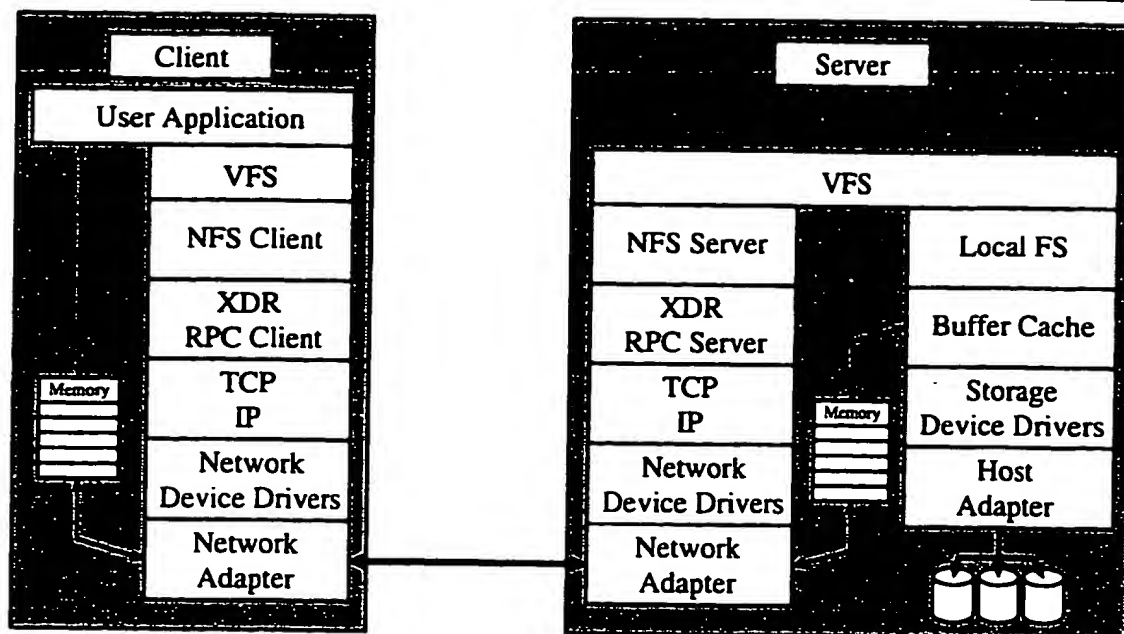 Client
User Application
VFS
NFS Client
XDR
RPC Client
Memory
TCP
IP
Network
Device Drivers
Network
Adapter
Server
VFS
NFS Server
XDR
RPC Server
TCP
IP
Network
Device Drivers
Network
Adapter
Memory
Local FS
Buffer Cache
Storage
Device Drivers
Host
Adapter